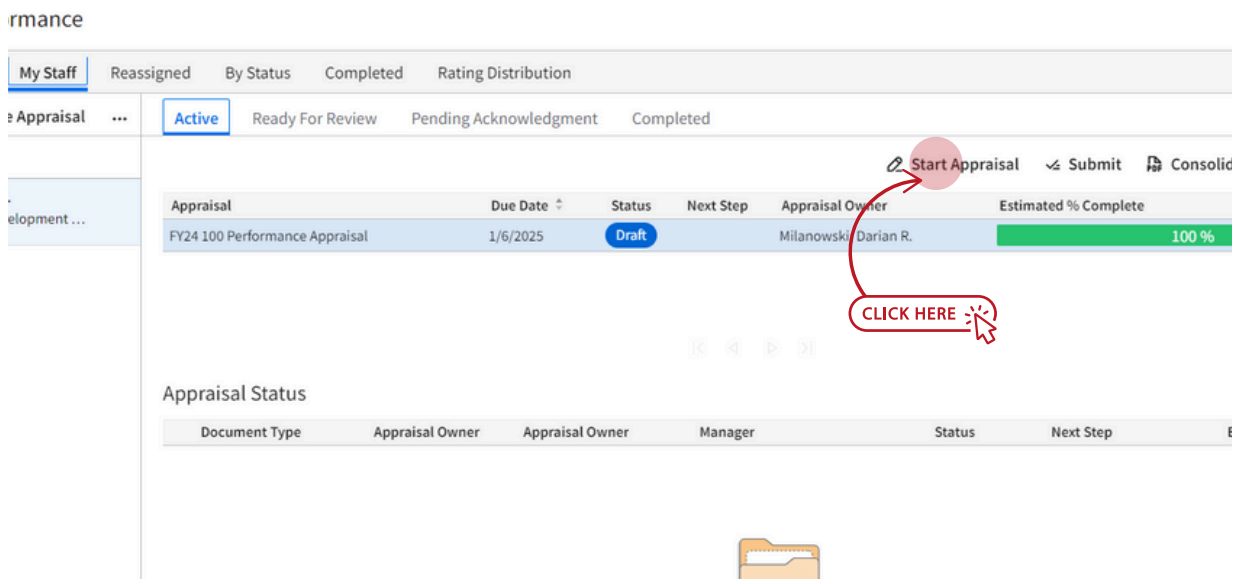 rmance
My Staff Reassigned By Status Completed Rating Distribution
e Appraisal ... Active Ready For Review Pending Acknowledgment Completed
Start Appraisal Submit Consolid
Appraisal Due Date Status Next Step Appraisal Owner Estimated % Complete
elopment ... FY24 100 Performance Appraisal 1/6/2025 Draft Milanowski, Darian R. 100 %
CLICK HERE
Appraisal Status
Document Type Appraisal Owner Appraisal Owner Manager Status Next Step E